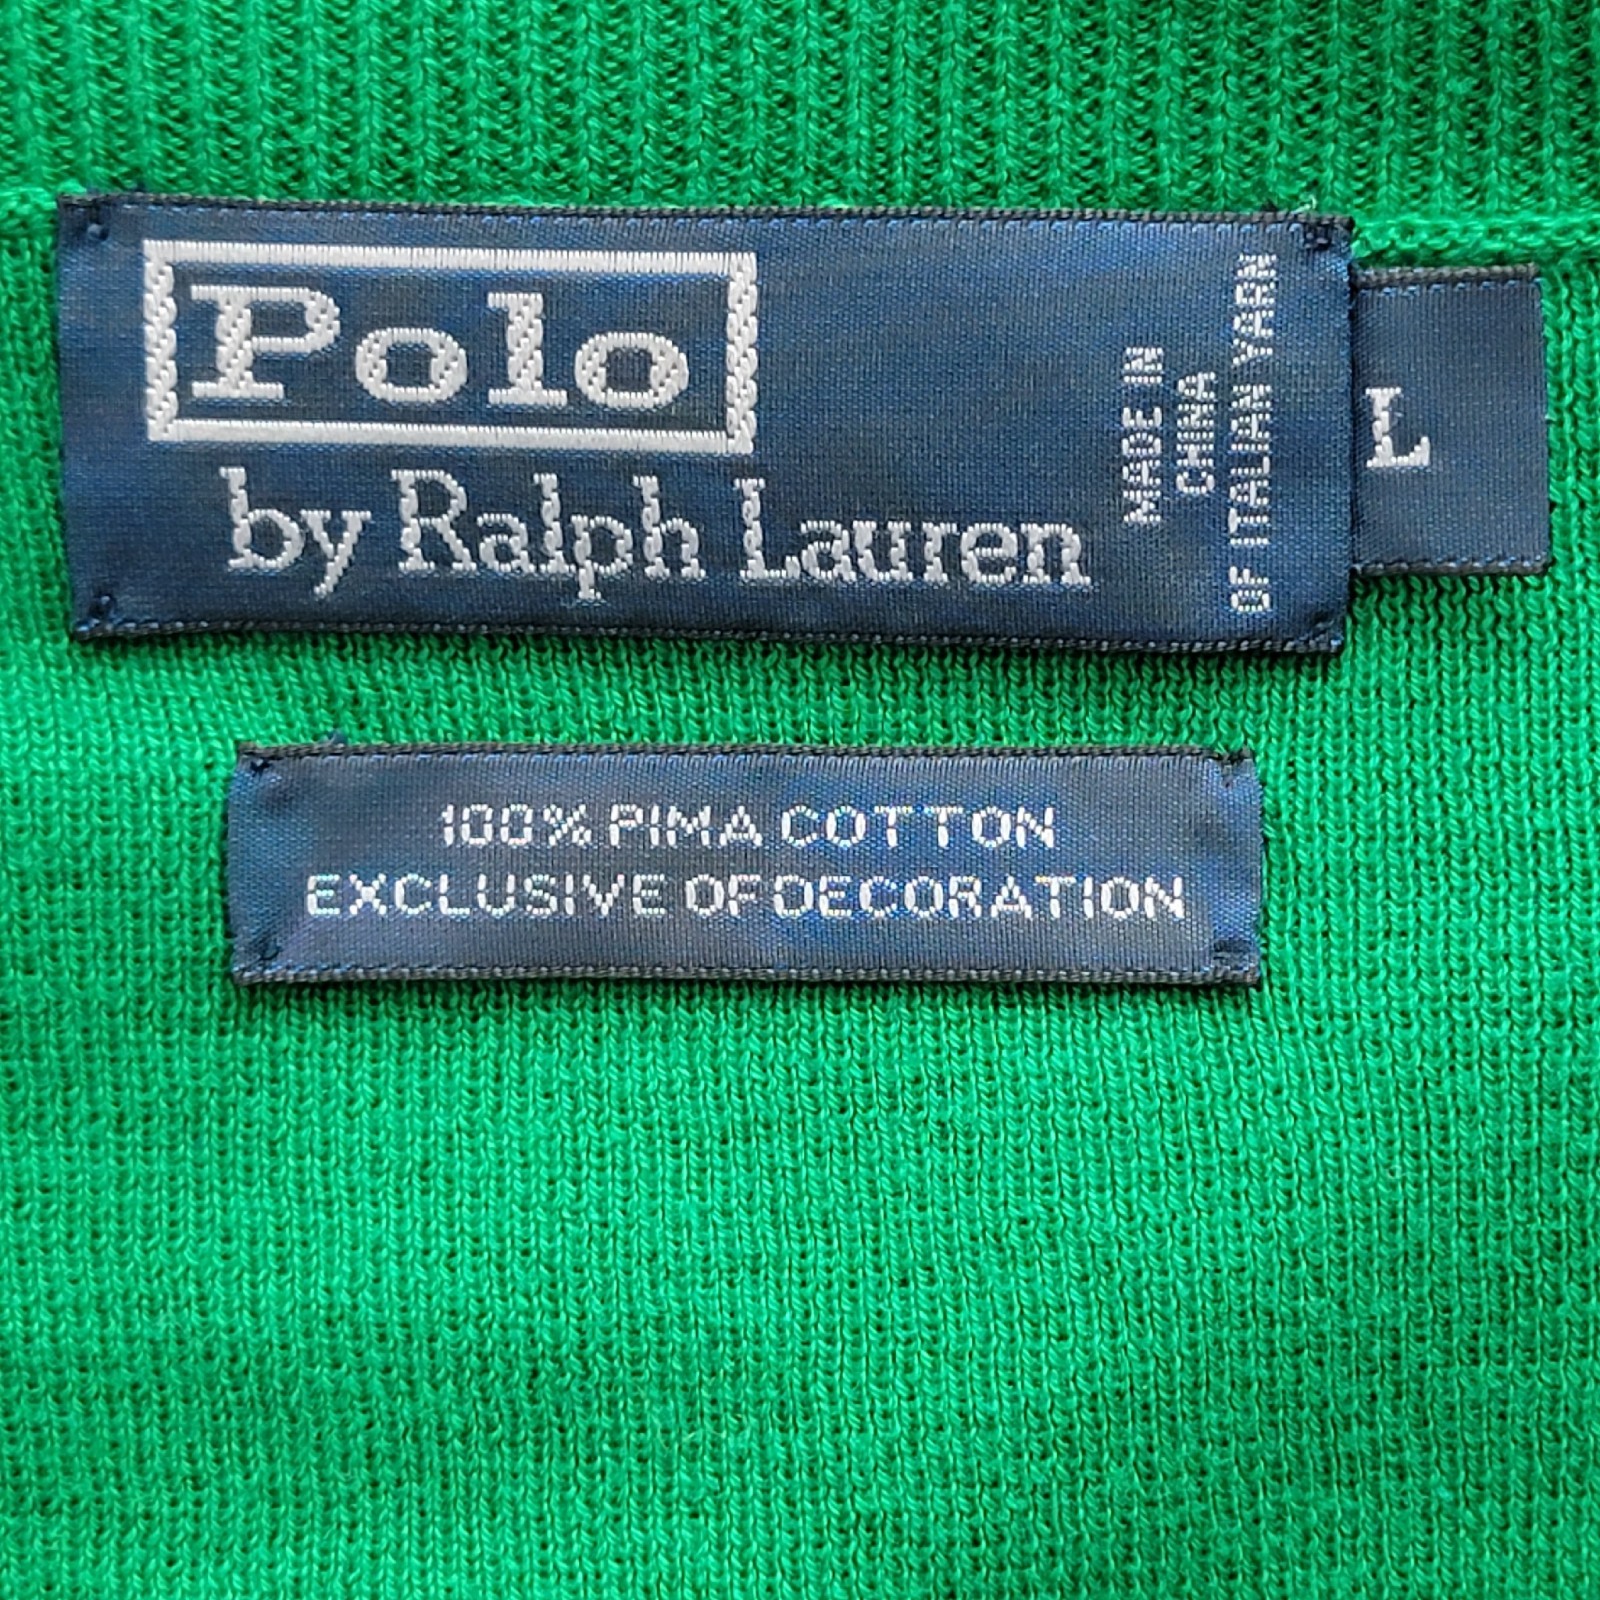 Polo
by Ralph Lauren
MADE IN
CHINA
OF ITALIAN YARN
L
100% PIMA COTTON
EXCLUSIVE OF DECORATION